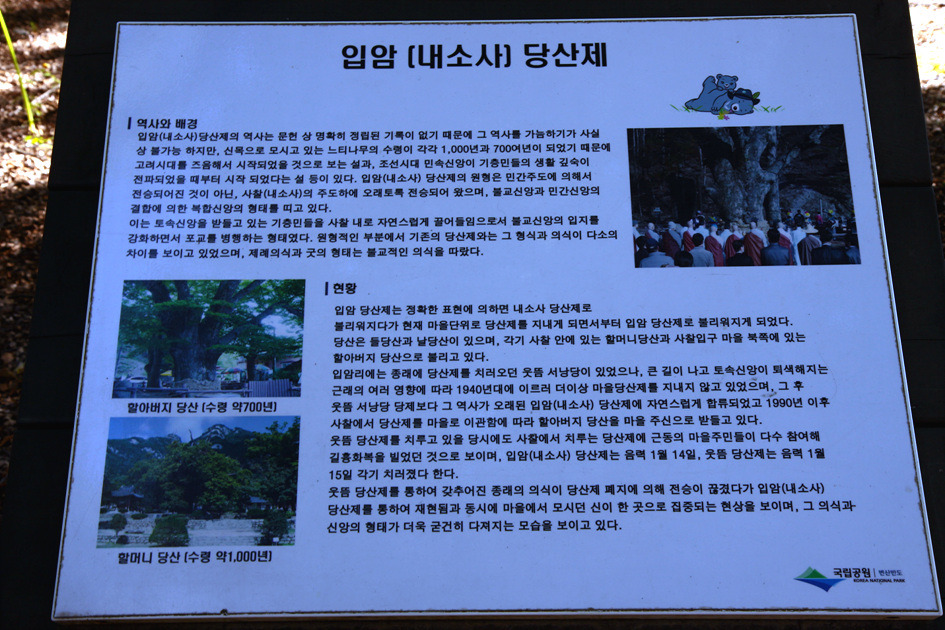 입암 (내소사) 당산제
역사와 배경
입암(내소사)당산제의 역사는 문헌 상 명확히 정립된 기록이 없기 때문에 그 역사를 가늠하기가 사실
상 불가능 하지만, 신목으로 모시고 있는 느티나무의 수령이 각각 1,000년과 700여년이 되었기 때문에
고려시대를 즈음해서 시작되었을 것으로 보는 설과, 조선시대 민속신앙이 기층민들의 생활 깊숙이
전파되었을 때부터 시작 되었다는 설 등이 있다. 입암(내소사) 당산제의 원형은 민간주도에 의해서
전승되어진 것이 아닌, 사찰(내소사)의 주도하에 오래토록 전승되어 왔으며, 불교신앙과 민간신앙의
결합에 의한 복합신앙의 형태를 띠고 있다.
이는 토속신앙을 받들고 있는 기층민들을 사찰 내로 자연스럽게 끌어들임으로서 불교신앙의 입지를
강화하면서 포교를 병행하는 형태였다. 원형적인 부분에서 기존의 당산제와는 그 형식과 의식이 다소의
차이를 보이고 있었으며, 제례의식과 굿의 형태는 불교적인 의식을 따랐다.
현황
입암 당산제는 정확한 표현에 의하면 내소사 당산제로
불리워지다가 현재 마을단위로 당산제를 지내게 되면서부터 입암 당산제로 불리워지게 되었다.
당산은 들당산과 날당산이 있으며, 각기 사찰 안에 있는 할머니당산과 사찰입구 마을 북쪽에 있는
할아버지 당산으로 불리고 있다.
입암리에는 종래에 당산제를 치러오던 웃뜸 서낭당이 있었으나, 큰 길이 나고 토속신앙이 퇴색해지는
근래의 여러 영향에 따라 1940년대에 이르러 더이상 마을당산제를 지내지 않고 있었으며, 그 후
웃뜸 서낭당 당제보다 그 역사가 오래된 입암(내소사) 당산제에 자연스럽게 합류되었고 1990년 이후
사찰에서 당산제를 마을로 이관함에 따라 할아버지 당산을 마을 주신으로 받들고 있다.
웃뜸 당산제를 치루고 있을 당시에도 사찰에서 치루는 당산제에 근동의 마을주민들이 다수 참여해
길흉화복을 빌었던 것으로 보이며, 입암(내소사) 당산제는 음력 1월 14일, 웃뜸 당산제는 음력 1월
15일 각기 치러졌다 한다.
웃뜸 당산제를 통하여 갖추어진 종래의 의식이 당산제 폐지에 의해 전승이 끊겼다가 입암(내소사)
당산제를 통하여 재현됨과 동시에 마을에서 모시던 신이 한 곳으로 집중되는 현상을 보이며, 그 의식과
신앙의 형태가 더욱 굳건히 다져지는 모습을 보이고 있다.
할아버지 당산 (수령 약700년)
할머니 당산 (수령 약1,000년)
국립공원 | 변산반도
KOREA NATIONAL PARK